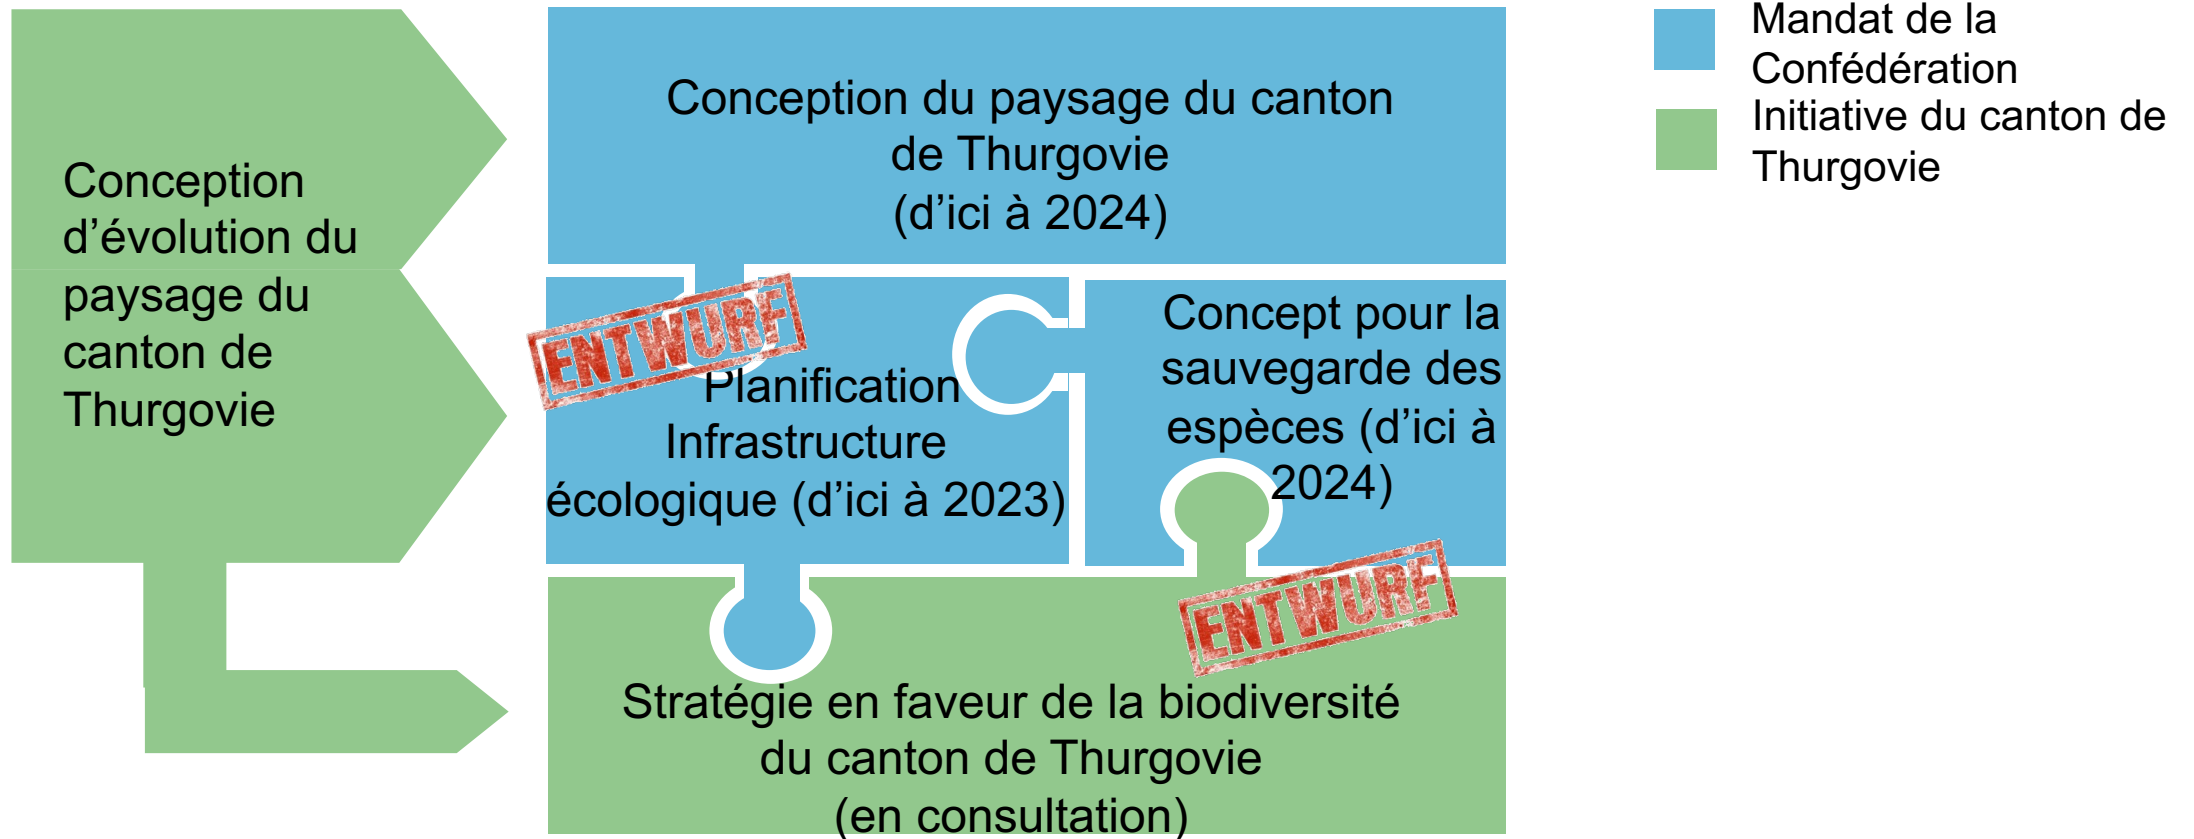 Conception
d’évolution du
paysage du
canton de
Thurgovie
Conception du paysage du canton
de Thurgovie
(d’ici à 2024)
ENTWURF
Planification
Infrastructure
écologique (d’ici à 2023)
Concept pour la
sauvegarde des
espèces (d’ici à
2024)
ENTWURF
Stratégie en faveur de la biodiversité
du canton de Thurgovie
(en consultation)
Mandat de la
Confédération
Initiative du canton de
Thurgovie